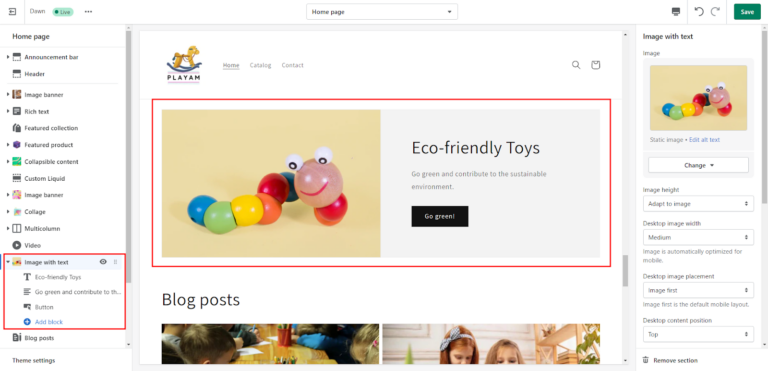 Dawn
Live
Home page
Save
Home page
Announcement bar
Header
Image banner
Rich text
Featured collection
Featured product
Collapsible content
Custom Liquid
Image banner
Collage
Multicolumn
Video
Image with text
Eco-friendly Toys
Go green and contribute to th...
Button
Add block
Blog posts
Theme settings
PLAYAM
Home
Catalog
Contact
Eco-friendly Toys
Go green and contribute to the sustainable
environment.
Go green!
Blog posts
Image with text
Image
Static image • Edit alt text
Change
Image height
Adapt to image
Desktop image width
Medium
Image is automatically optimized for
mobile.
Desktop image placement
Image first
Image first is the default mobile layout.
Desktop content position
Top
Remove section